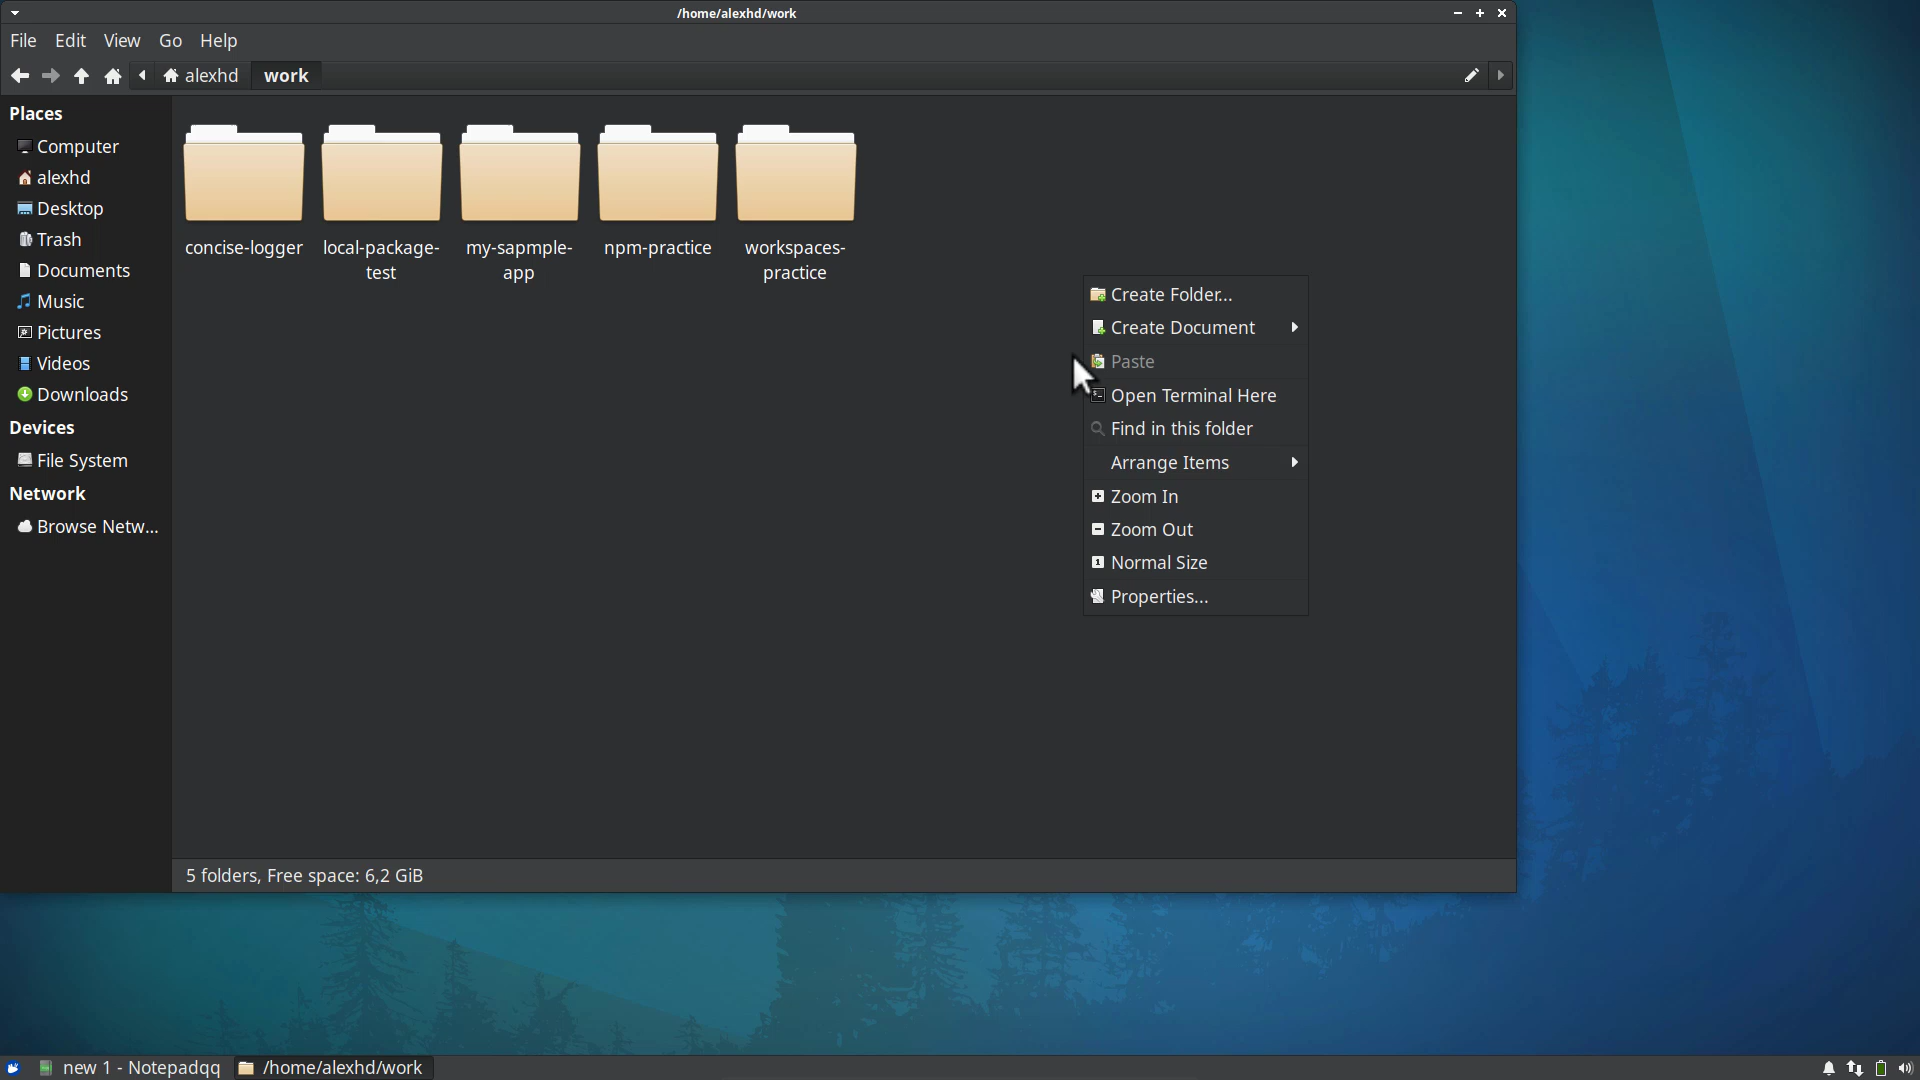 /home/alexhd/work
File Edit View Go Help
alexhd work
Places
Computer
alexhd
Desktop
Trash
Documents
Music
Pictures
Videos
Downloads
Devices
File System
Network
Browse Netw...
concise-logger
local-package-
test
my-sapmple-
app
npm-practice
workspaces-
practice
Create Folder...
Create Document
Paste
Open Terminal Here
Find in this folder
Arrange Items
Zoom In
Zoom Out
Normal Size
Properties...
5 folders, Free space: 6,2 GiB
new 1 - Notepadqq
/home/alexhd/work